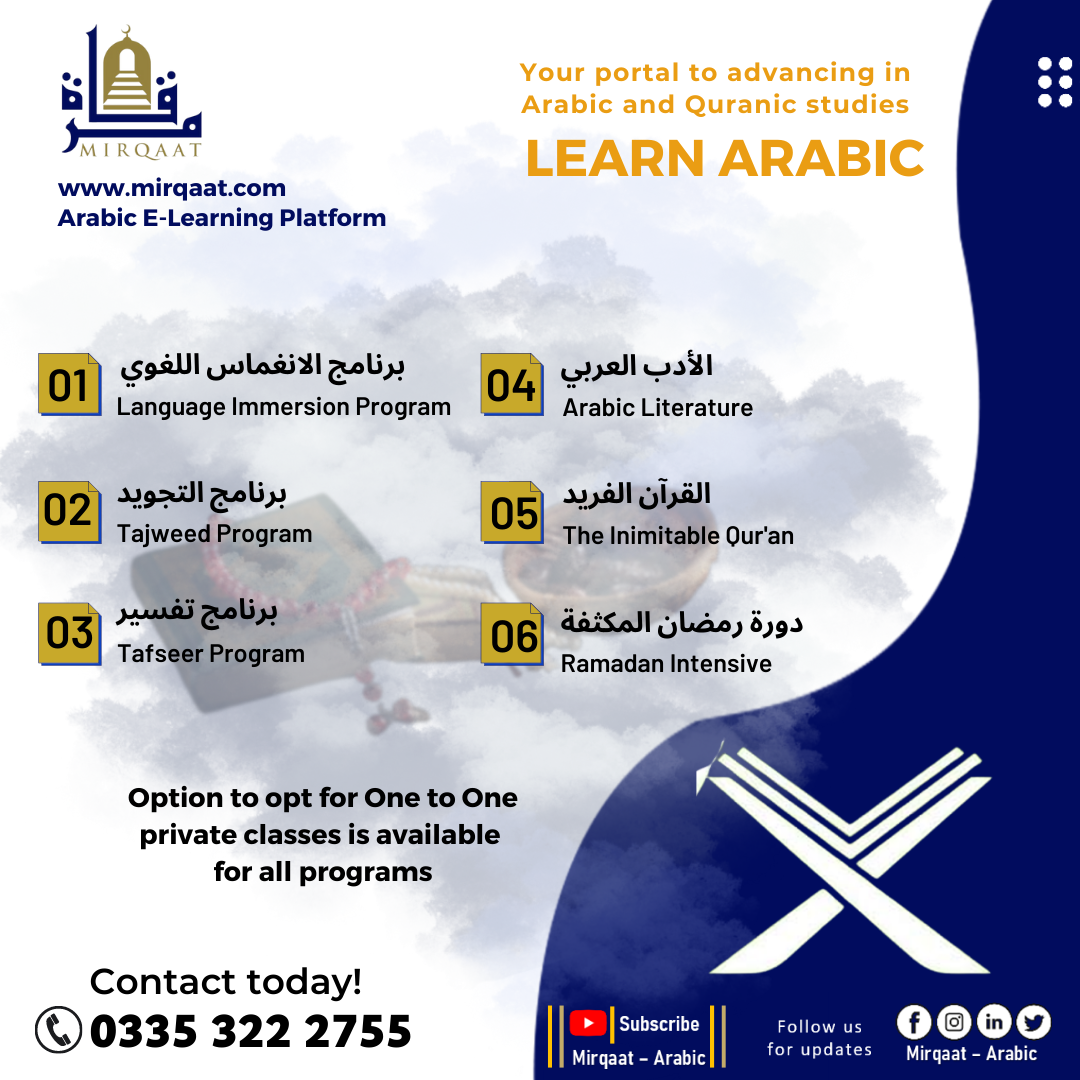 مرقاة
MIRQAAT
www.mirqaat.com
Arabic E-Learning Platform
Your portal to advancing in
Arabic and Quranic studies
LEARN ARABIC
01
برنامج الانغماس اللغوي
Language Immersion Program
02
برنامج التجويد
Tajweed Program
03
برنامج تفسير
Tafseer Program
04
الأدب العربي
Arabic Literature
05
القرآن الفريد
The Inimitable Qur'an
06
دورة رمضان المكثفة
Ramadan Intensive
Option to opt for One to One
private classes is available
for all programs
Contact today!
0335 322 2755
Subscribe
Mirqaat – Arabic
Follow us
for updates
Mirqaat – Arabic